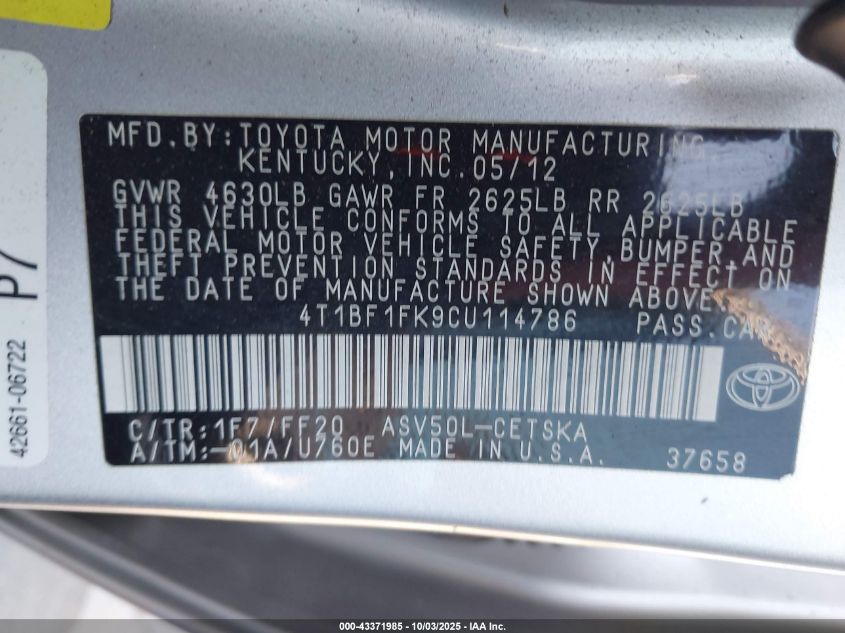 MFD. BY: TOYOTA MOTOR MANUFACTURING
KENTUCKY, INC. 05/12
GVWR 4630LB GAWR FR 2625LB RR 2625LB
THIS VEHICLE CONFORMS TO ALL APPLICABLE
FEDERAL MOTOR VEHICLE SAFETY, BUMPER, AND
THEFT PREVENTION STANDARDS IN EFFECT ON
THE DATE OF MANUFACTURE SHOWN ABOVE.
4T1BF1FK9CU114786 PASS. CAR
C/TR: 1F7/FF20 ASV50L-CETSKA
A/TM: -01A/U760E MADE IN U.S.A. 37658
P7
42661-06722
000-43371985 - 10/03/2025 - IAA Inc.